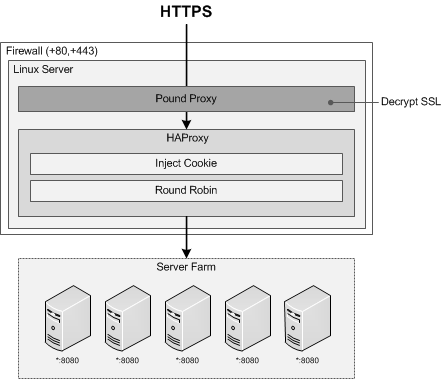 HTTPS
Firewall (+80,+443)
Linux Server
Pound Proxy
Decrypt SSL
HAProxy
Inject Cookie
Round Robin
Server Farm
*:8080 *:8080 *:8080 *:8080 *:8080